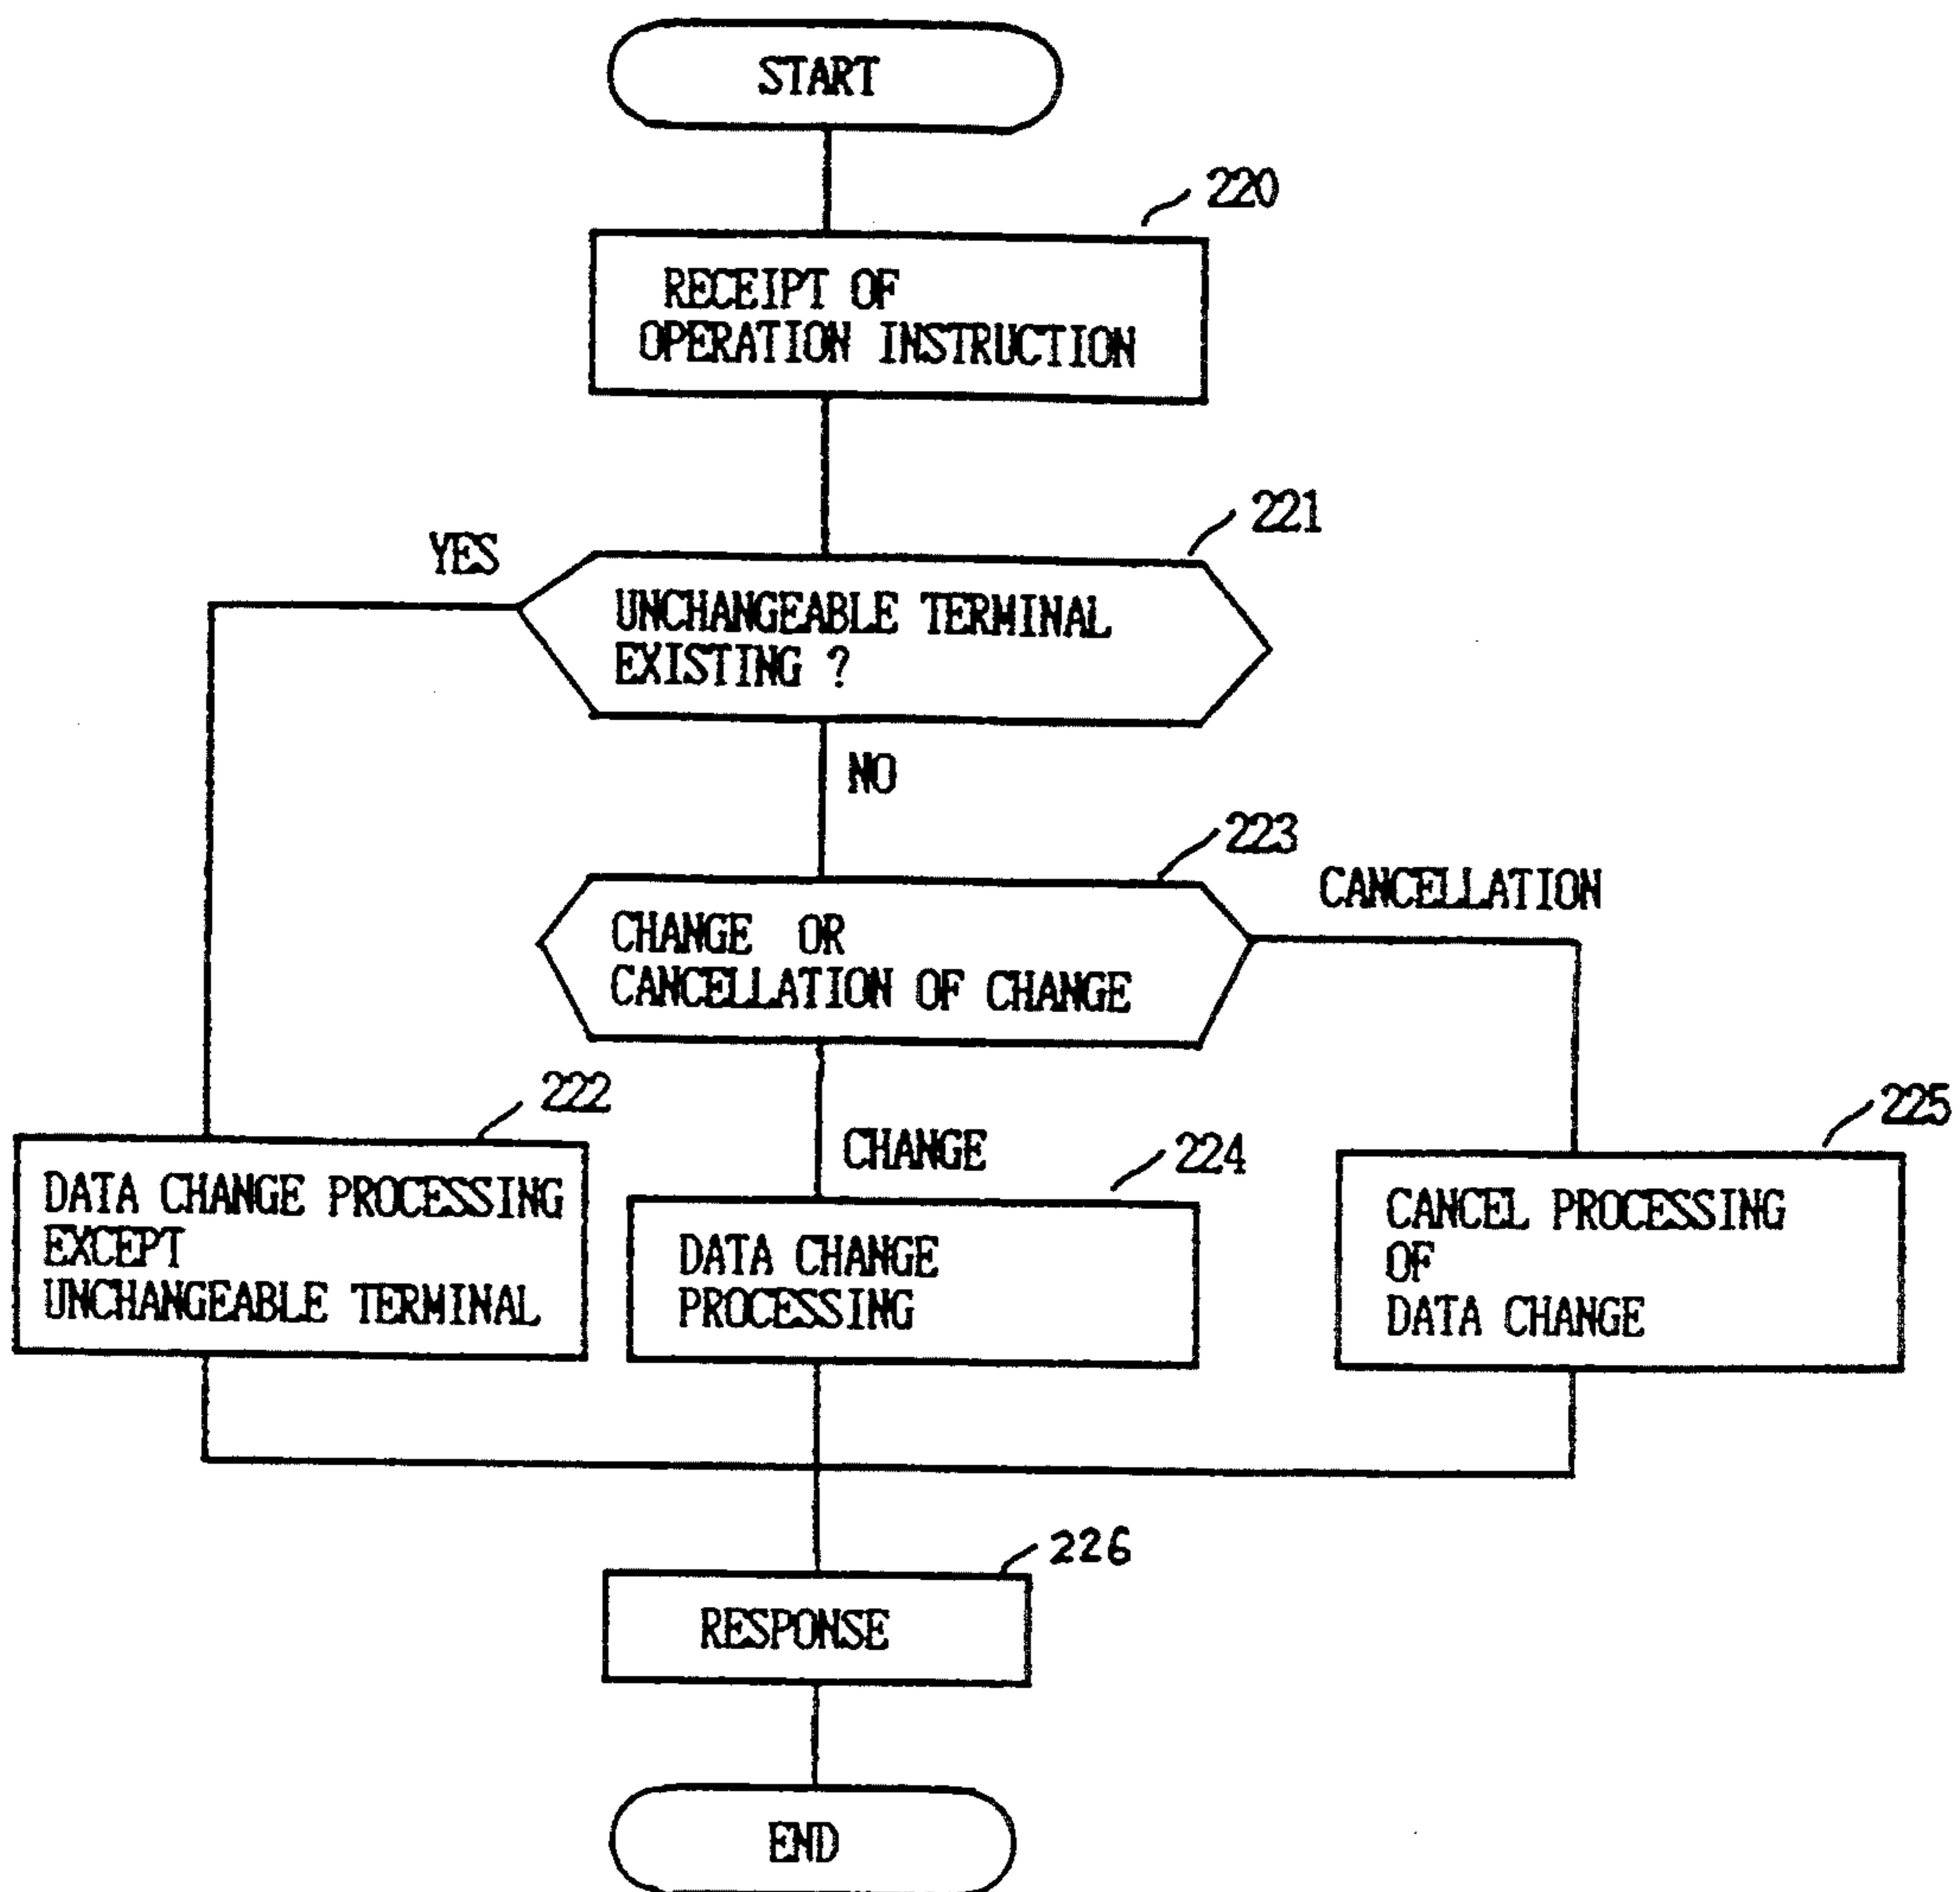 START
220
RECEIPT OF
OPERATION INSTRUCTION
221
YES
UNCHANGEABLE TERMINAL
EXISTING ?
NO
223
CANCELLATION
CHANGE OR
CANCELLATION OF CHANGE
222
225
CHANGE
224
DATA CHANGE PROCESSING
EXCEPT
UNCHANGEABLE TERMINAL
DATA CHANGE
PROCESSING
CANCEL PROCESSING
OF
DATA CHANGE
226
RESPONSE
END